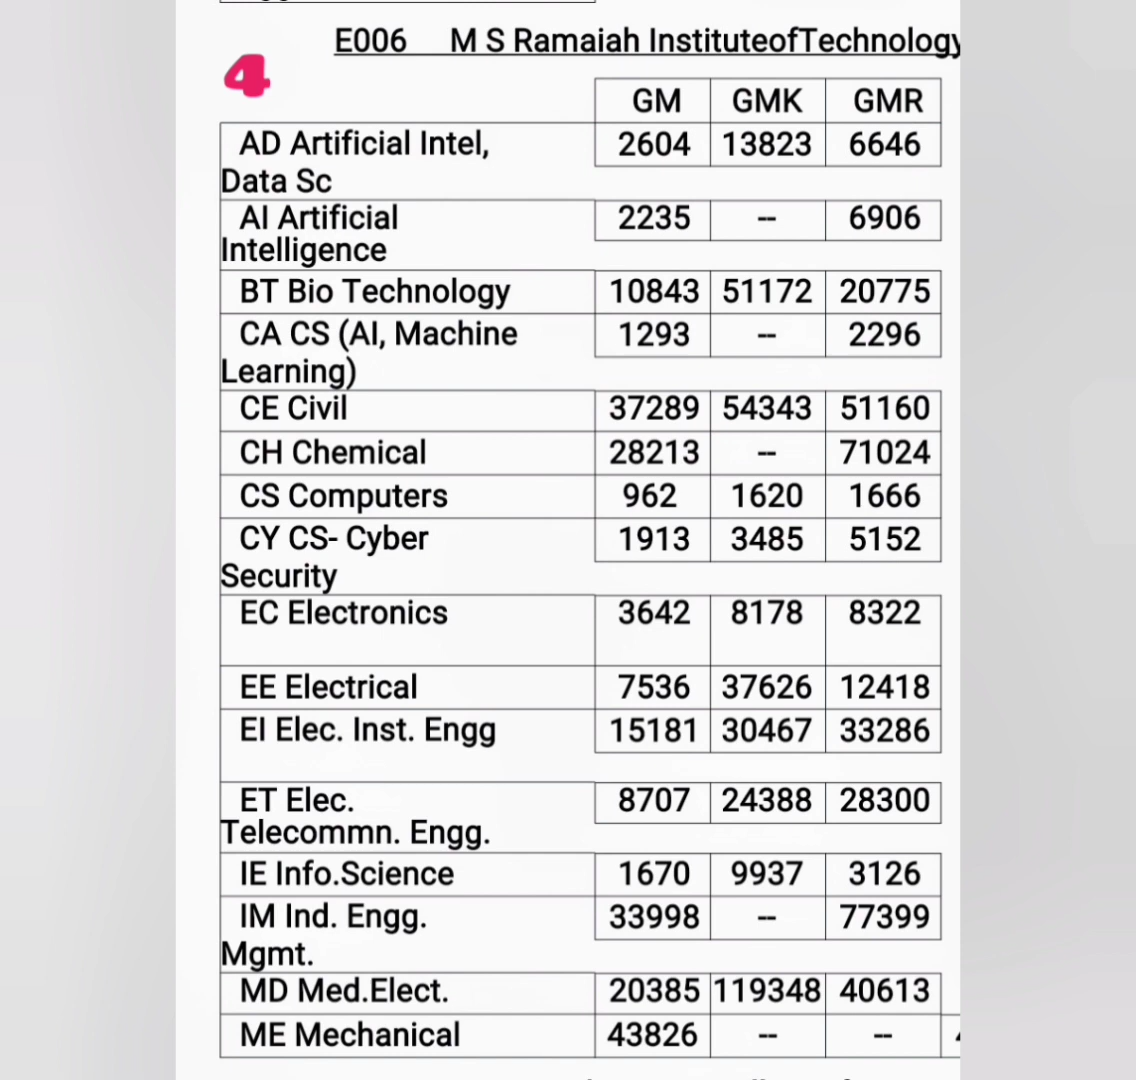 E006 M S Ramaiah InstituteofTechnology
4
GM GMK GMR
AD Artificial Intel, 2604 13823 6646
Data Sc
AI Artificial 2235 -- 6906
Intelligence
BT Bio Technology 10843 51172 20775
CA CS (AI, Machine 1293 -- 2296
Learning)
CE Civil 37289 54343 51160
CH Chemical 28213 -- 71024
CS Computers 962 1620 1666
CY CS- Cyber 1913 3485 5152
Security
EC Electronics 3642 8178 8322
EE Electrical 7536 37626 12418
EI Elec. Inst. Engg 15181 30467 33286
ET Elec. 8707 24388 28300
Telecommn. Engg.
IE Info.Science 1670 9937 3126
IM Ind. Engg. 33998 -- 77399
Mgmt.
MD Med.Elect. 20385 119348 40613
ME Mechanical 43826 -- --